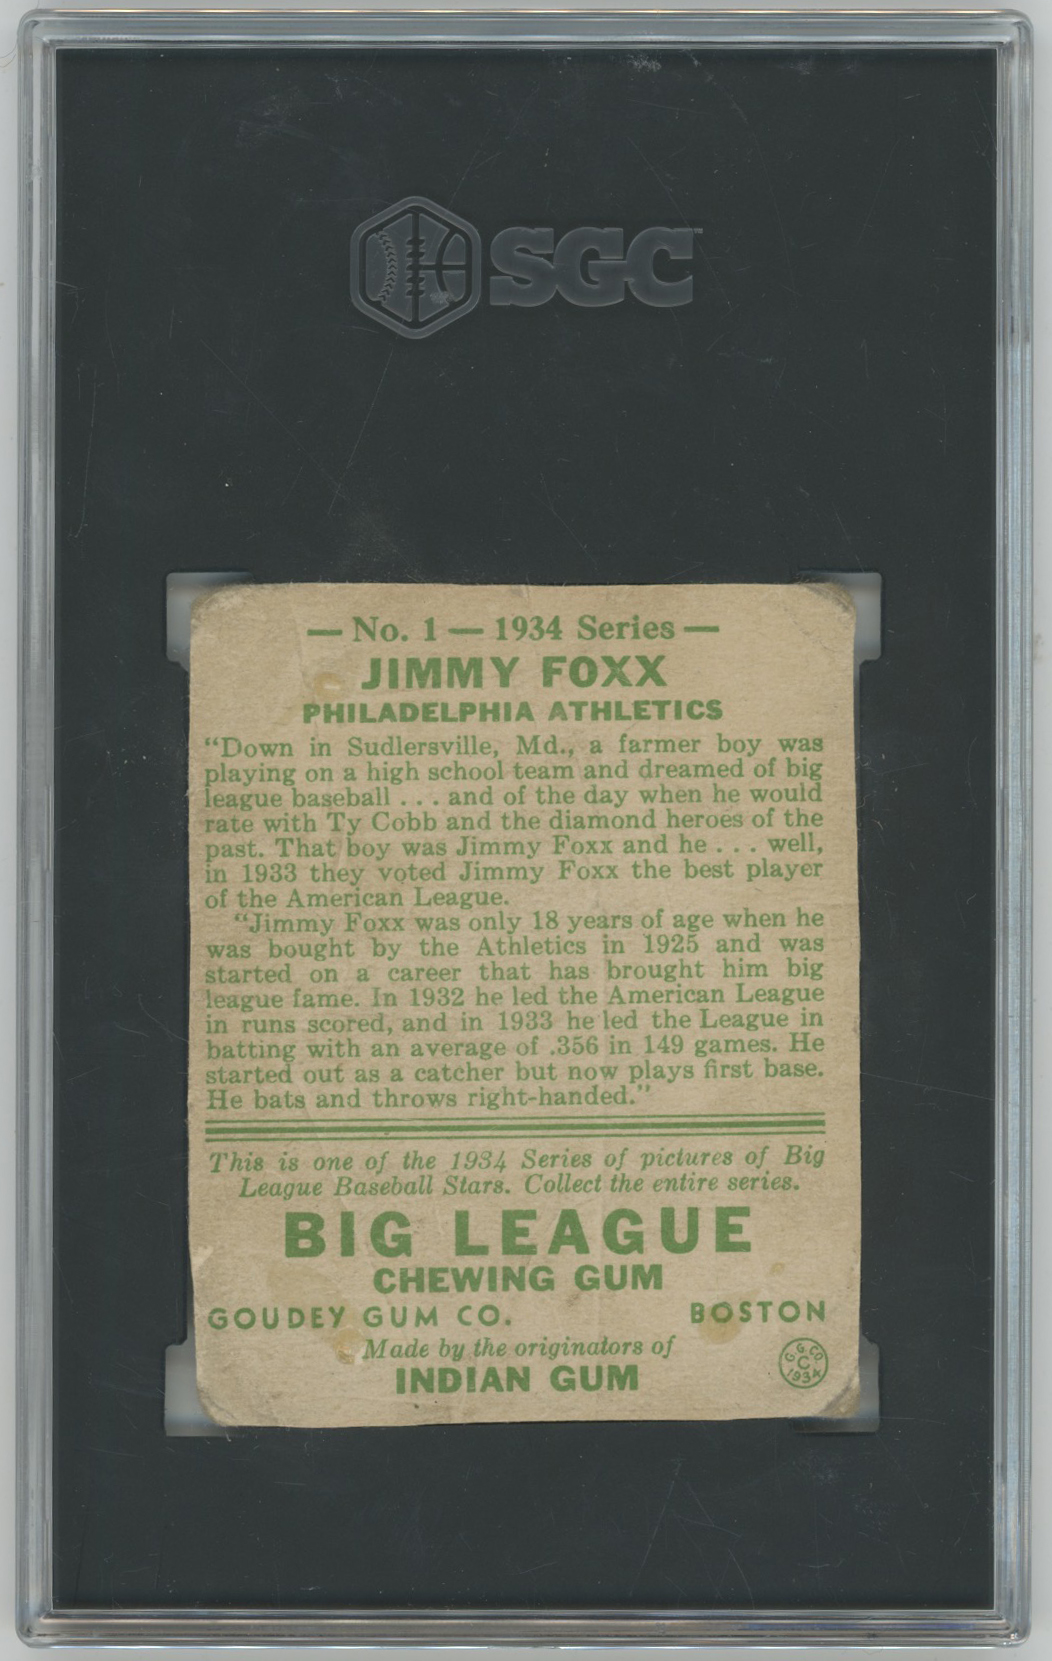 SGC
— No. 1 — 1934 Series —
JIMMY FOXX
PHILADELPHIA ATHLETICS
"Down in Sudlersville, Md., a farmer boy was
playing on a high school team and dreamed of big
league baseball . . . and of the day when he would
rate with Ty Cobb and the diamond heroes of the
past. That boy was Jimmy Foxx and he . . . well,
in 1933 they voted Jimmy Foxx the best player
of the American League.
"Jimmy Foxx was only 18 years of age when he
was bought by the Athletics in 1925 and was
started on a career that has brought him big
league fame. In 1932 he led the American League
in runs scored, and in 1933 he led the League in
batting with an average of .356 in 149 games. He
started out as a catcher but now plays first base.
He bats and throws right-handed."
This is one of the 1934 Series of pictures of Big
League Baseball Stars. Collect the entire series.
BIG LEAGUE
CHEWING GUM
GOUDEY GUM CO. BOSTON
Made by the originators of
INDIAN GUM
G. G. CO
C
1934